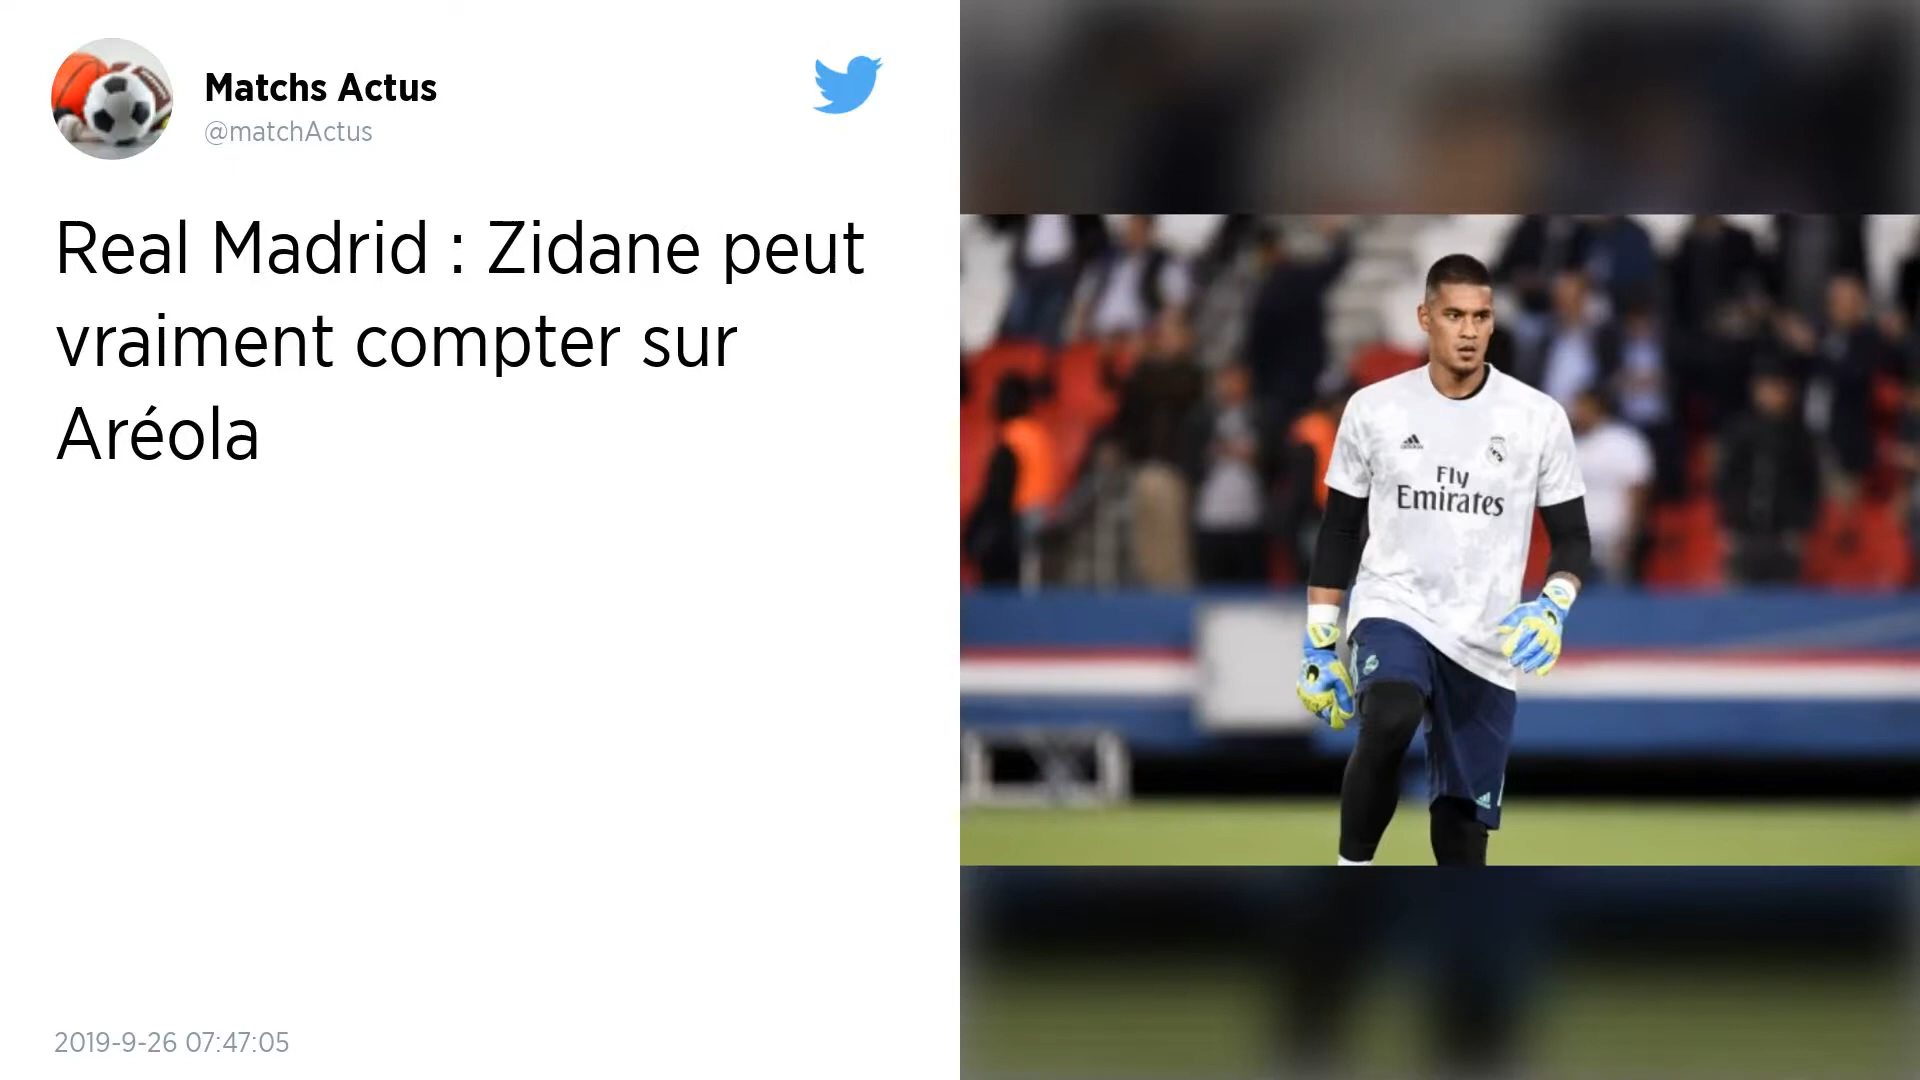 Matchs Actus
@matchActus
Real Madrid : Zidane peut
vraiment compter sur
Aréola
2019-9-26 07:47:05
Fly
Emirates